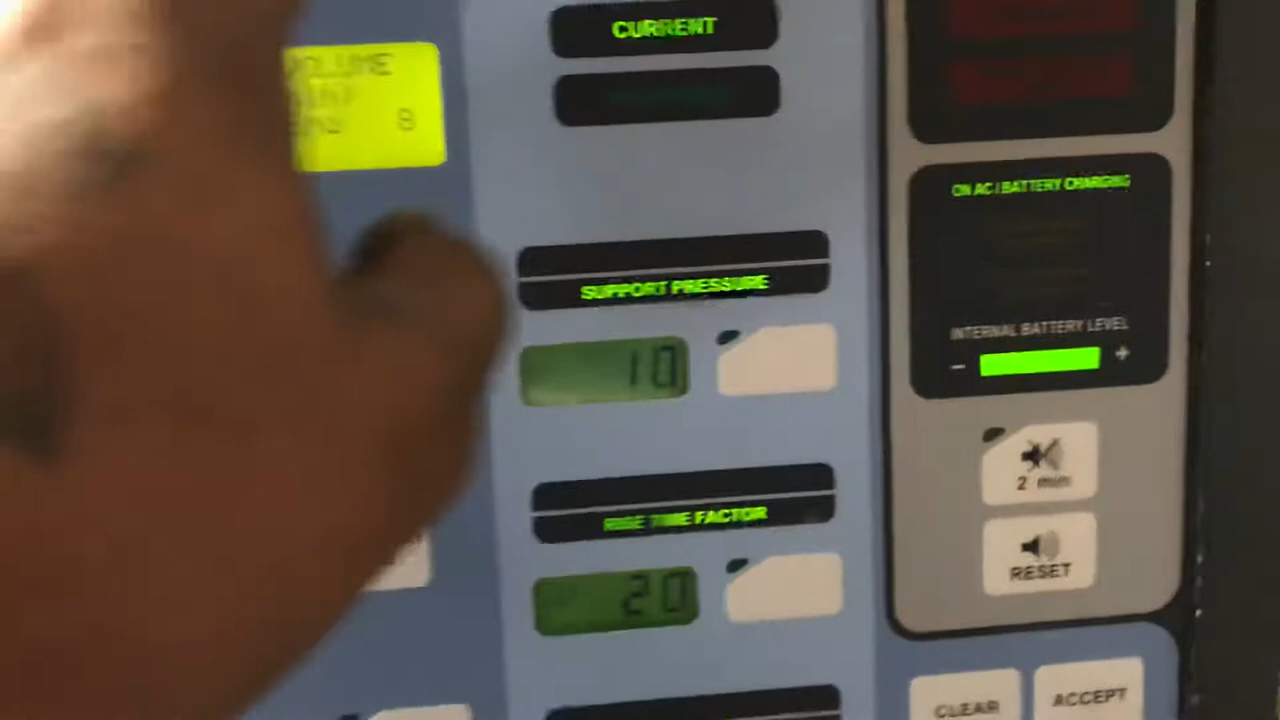 CURRENT
8
ON AC / BATTERY CHARGING
SUPPORT PRESSURE
10
INTERNAL BATTERY LEVEL
- +
2 min
RISE TIME FACTOR
20
RESET
CLEAR
ACCEPT